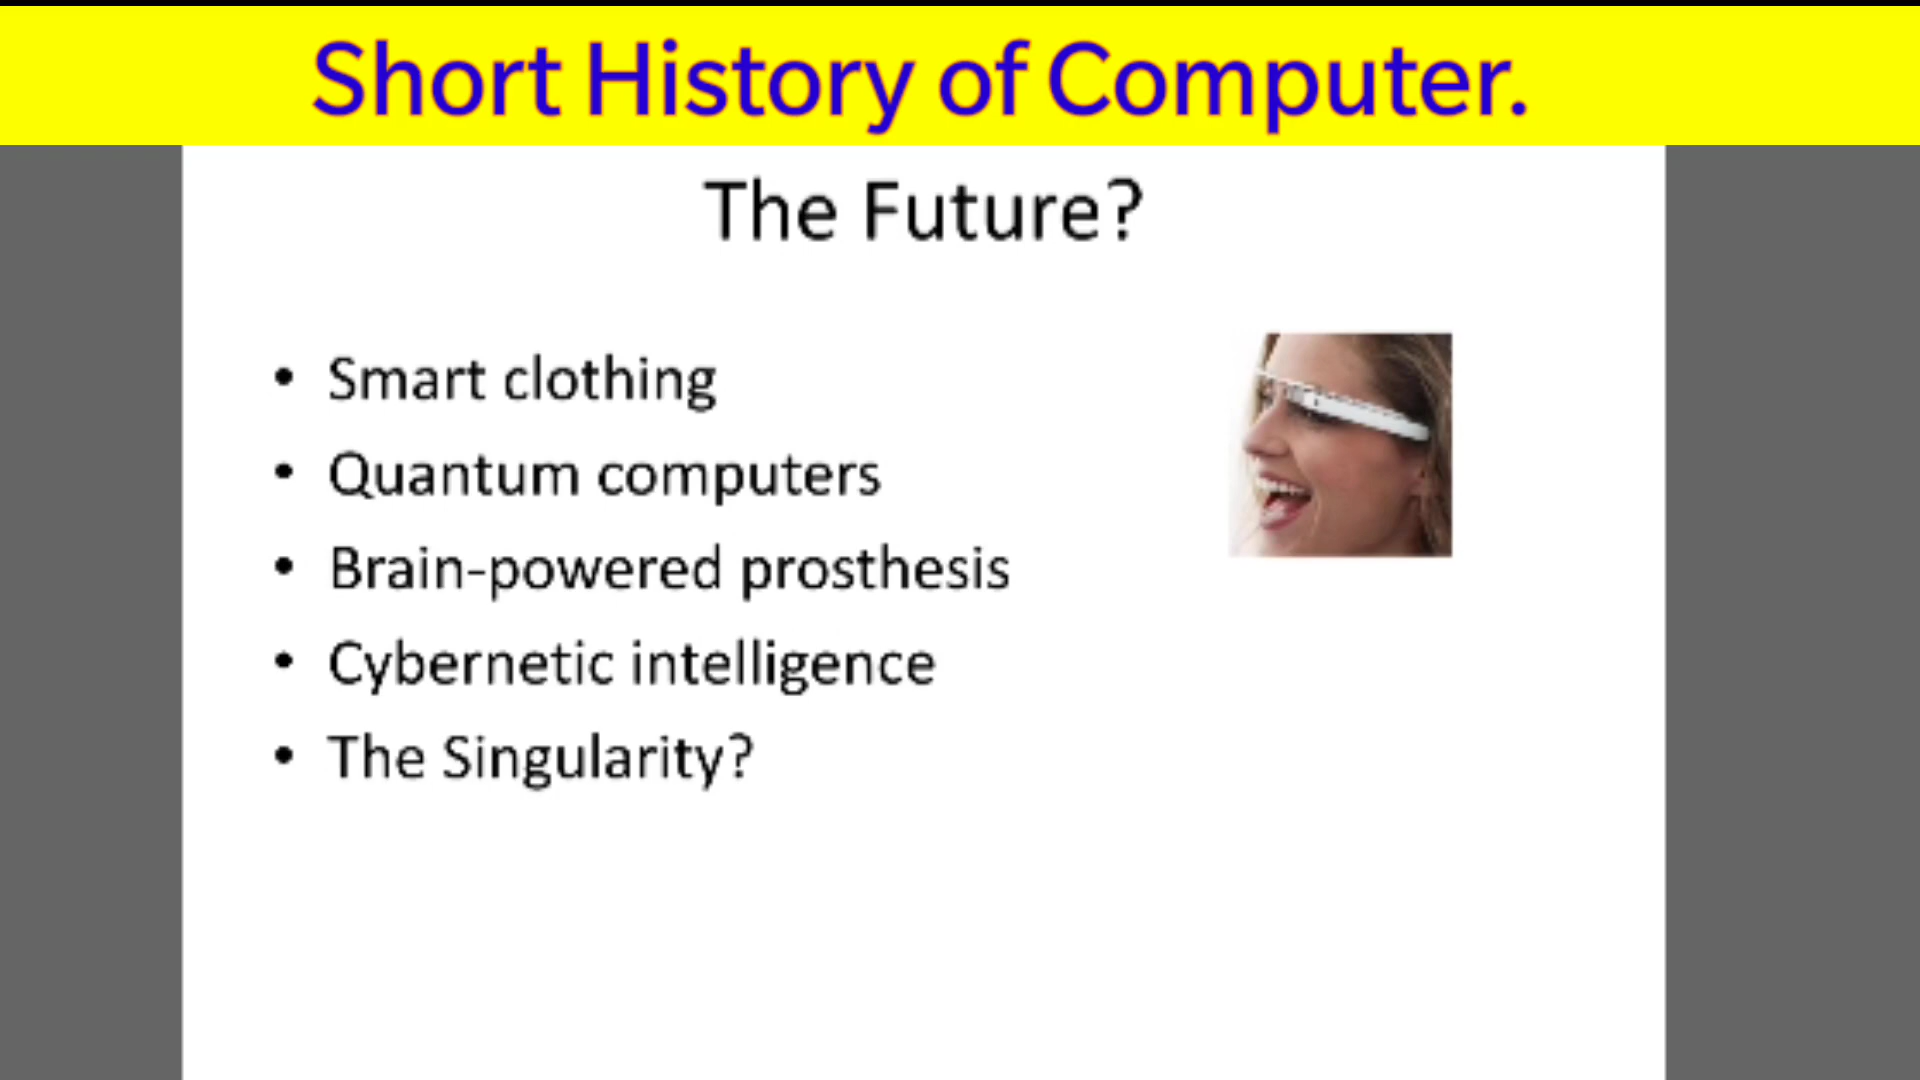 Short History of Computer.
The Future?
• Smart clothing
• Quantum computers
• Brain-powered prosthesis
• Cybernetic intelligence
• The Singularity?